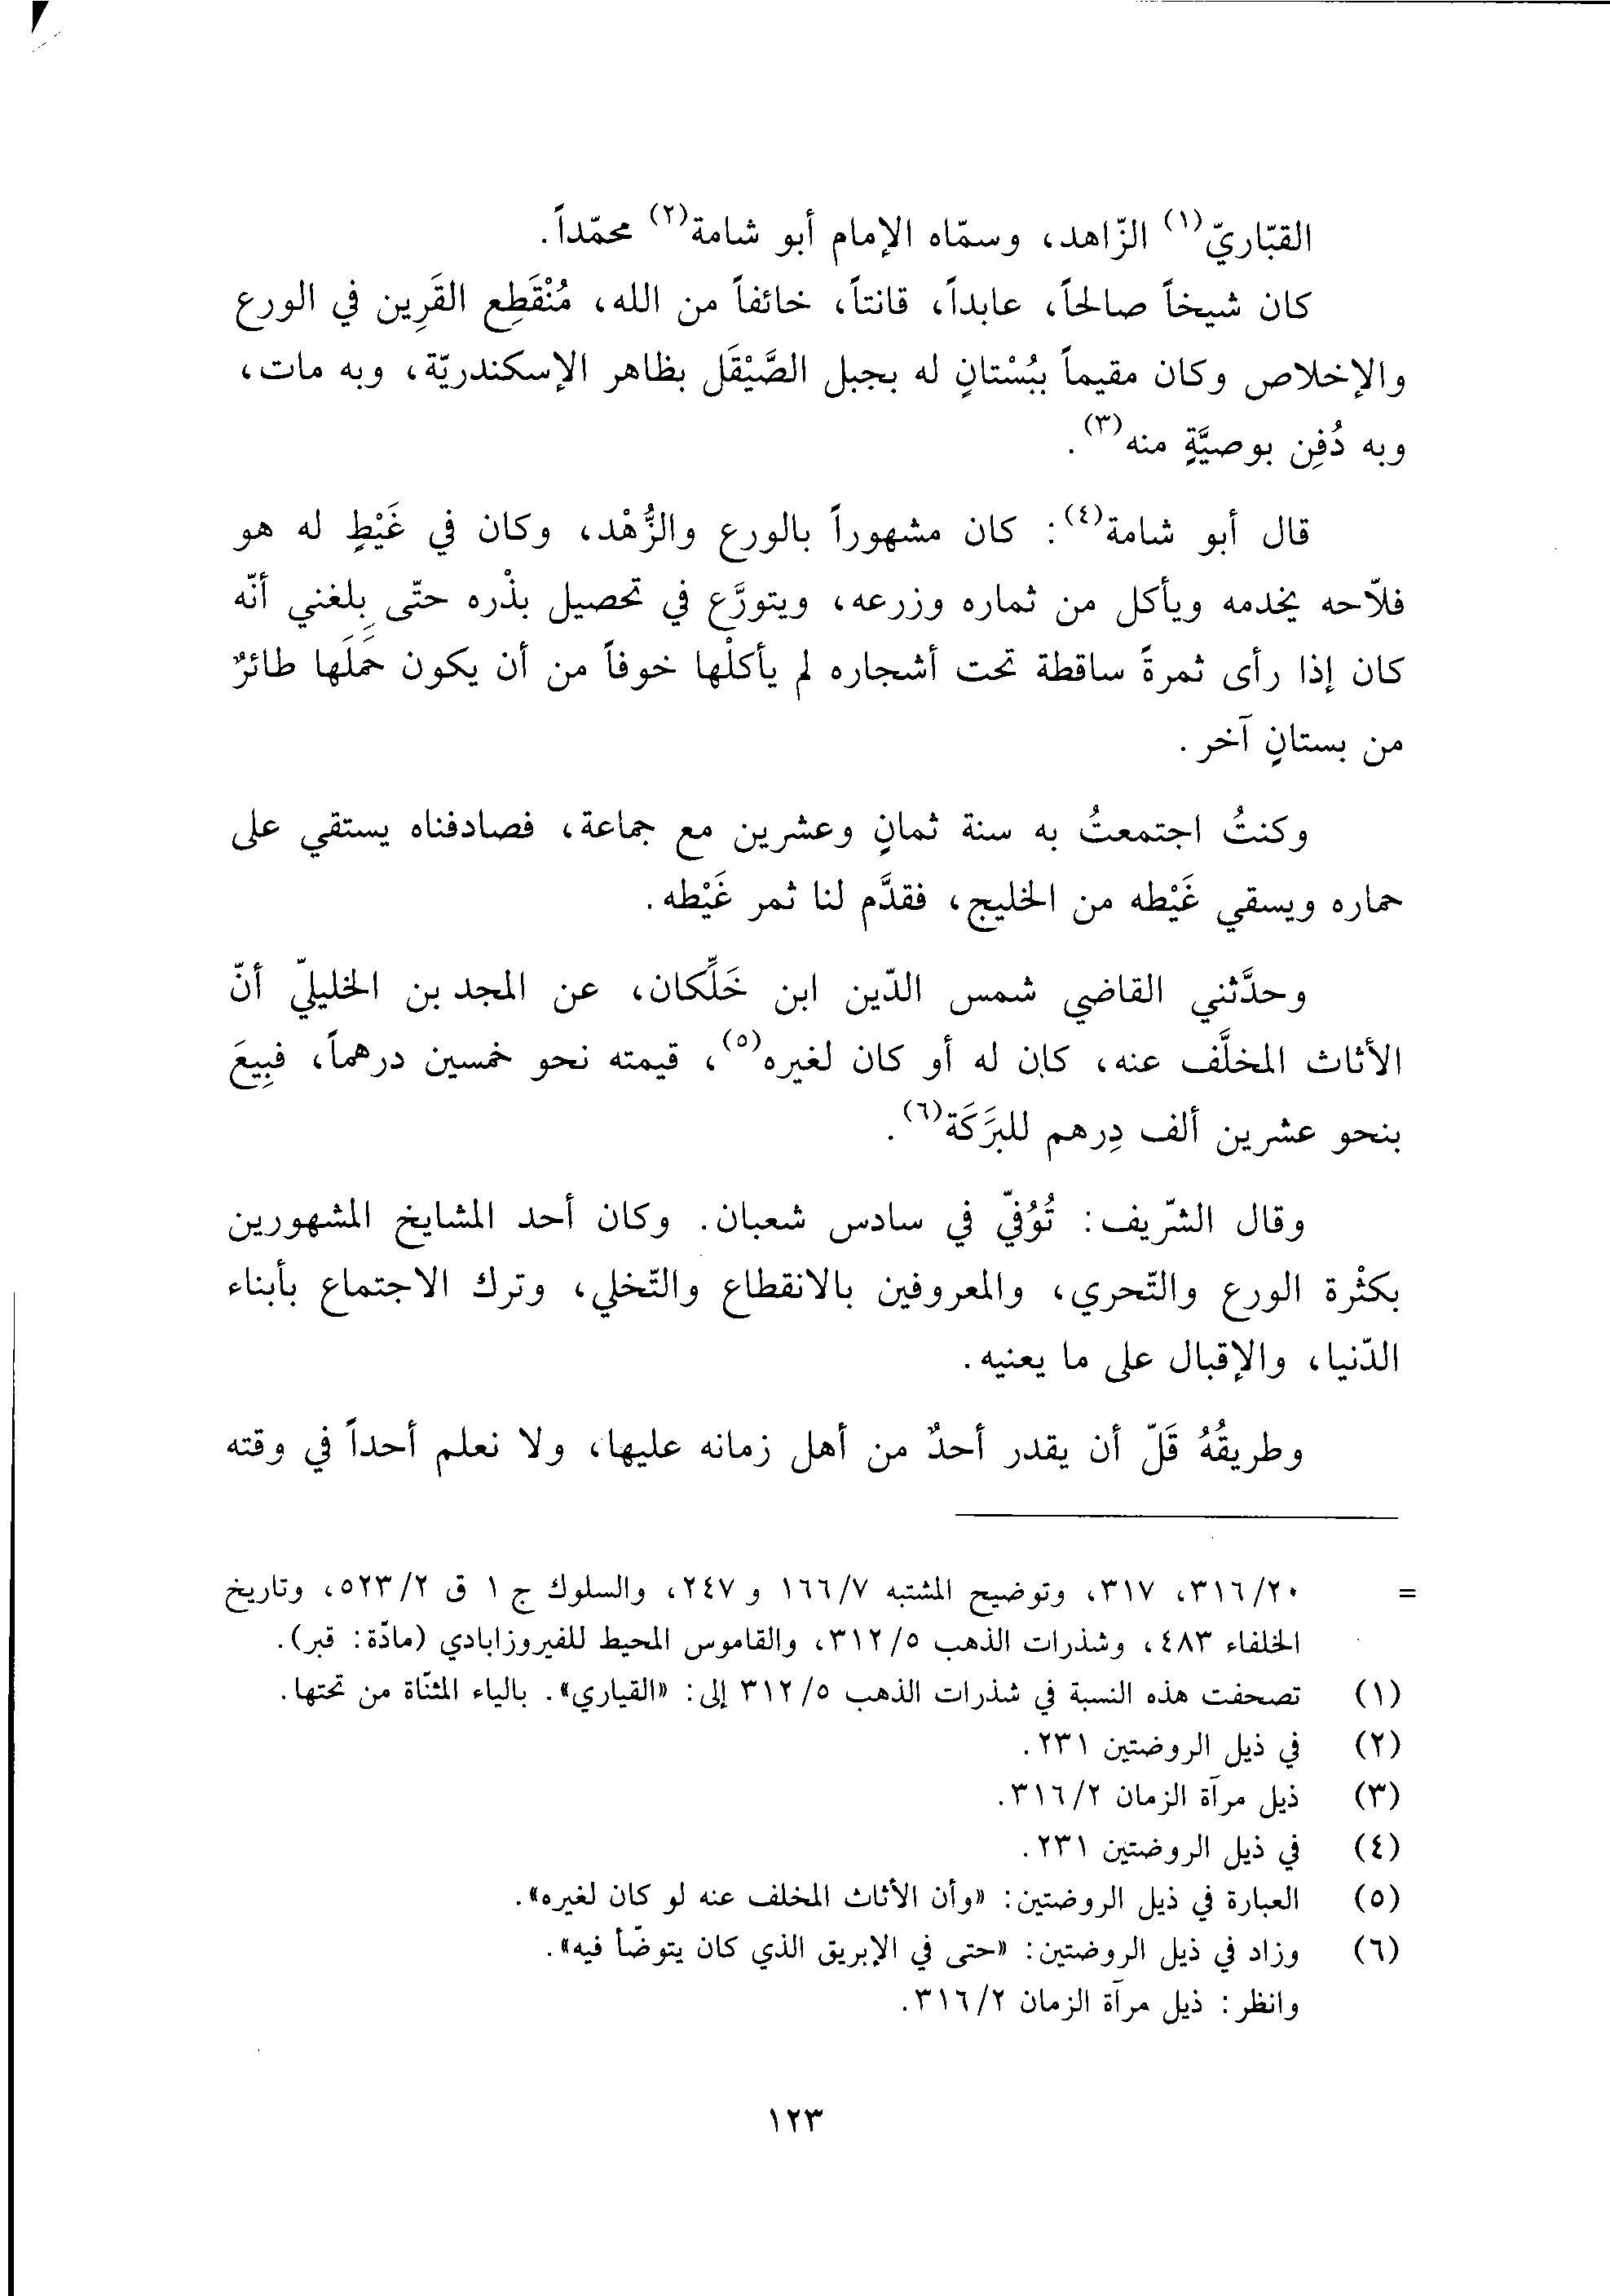 القبّاريّ(١) الزّاهد، وسمّاه الإمام أبو شامة(٢) محمّداً.
كان شيخاً صالحاً، عابداً، قانتاً، خائفاً من الله، مُنْقَطِع القَرِين في الورع
والإخلاص وكان مقيماً ببُسْتانٍ له بجبل الصَّيْقَل بظاهر الإسكندريّة، وبه مات،
وبه دُفِن بوصيَّةٍ منه(٣).
قال أبو شامة(٤): كان مشهوراً بالورع والزُّهْد، وكان في غَيْطٍ له هو
فلاّحه يخدمه ويأكل من ثماره وزرعه، ويتورَّع في تحصيل بذْره حتّى بلغني أنّه
كان إذا رأى ثمرةً ساقطة تحت أشجاره لم يأكلْها خوفاً من أن يكون حَمَلَها طائرٌ
من بستانٍ آخر.
وكنتُ اجتمعتُ به سنة ثمانٍ وعشرين مع جماعة، فصادفناه يستقي على
حماره ويسقي غَيْطه من الخليج، فقدَّم لنا ثمر غَيْطه.
وحدَّثني القاضي شمس الدّين ابن خَلِّكان، عن المجد بن الخليليّ أنّ
الأثاث المخلَّف عنه، كان له أو كان لغيره(٥)، قيمته نحو خمسين درهماً، فبِيعَ
بنحو عشرين ألف دِرهم للبَرَكَة(٦).
وقال الشّريف: تُوُفيّ في سادس شعبان. وكان أحد المشايخ المشهورين
بكثْرة الورع والتّحري، والمعروفين بالانقطاع والتّخلي، وترك الاجتماع بأبناء
الدّنيا، والإقبال على ما يعنيه.
وطريقُهُ قَلّ أن يقدر أحدٌ من أهل زمانه عليها، ولا نعلم أحداً في وقته
= ٣١٦/٢٠، ٣١٧، وتوضيح المشتبه ١٦٦/٧ و ٢٤٧، والسلوك ج ١ ق ٥٢٣/٢، وتاريخ
الخلفاء ٤٨٣، وشذرات الذهب ٣١٢/٥، والقاموس المحيط للفيروزابادي (مادّة: قبر).
(١) تصحفت هذه النسبة في شذرات الذهب ٣١٢/٥ إلى: «القياري». بالياء المثنّاة من تحتها.
(٢) في ذيل الروضتين ٢٣١.
(٣) ذيل مرآة الزمان ٣١٦/٢.
(٤) في ذيل الروضتين ٢٣١.
(٥) العبارة في ذيل الروضتين: «وأن الأثاث المخلف عنه لو كان لغيره».
(٦) وزاد في ذيل الروضتين: «حتى في الإبريق الذي كان يتوضّأ فيه».
وانظر: ذيل مرآة الزمان ٣١٦/٢.
١٢٣